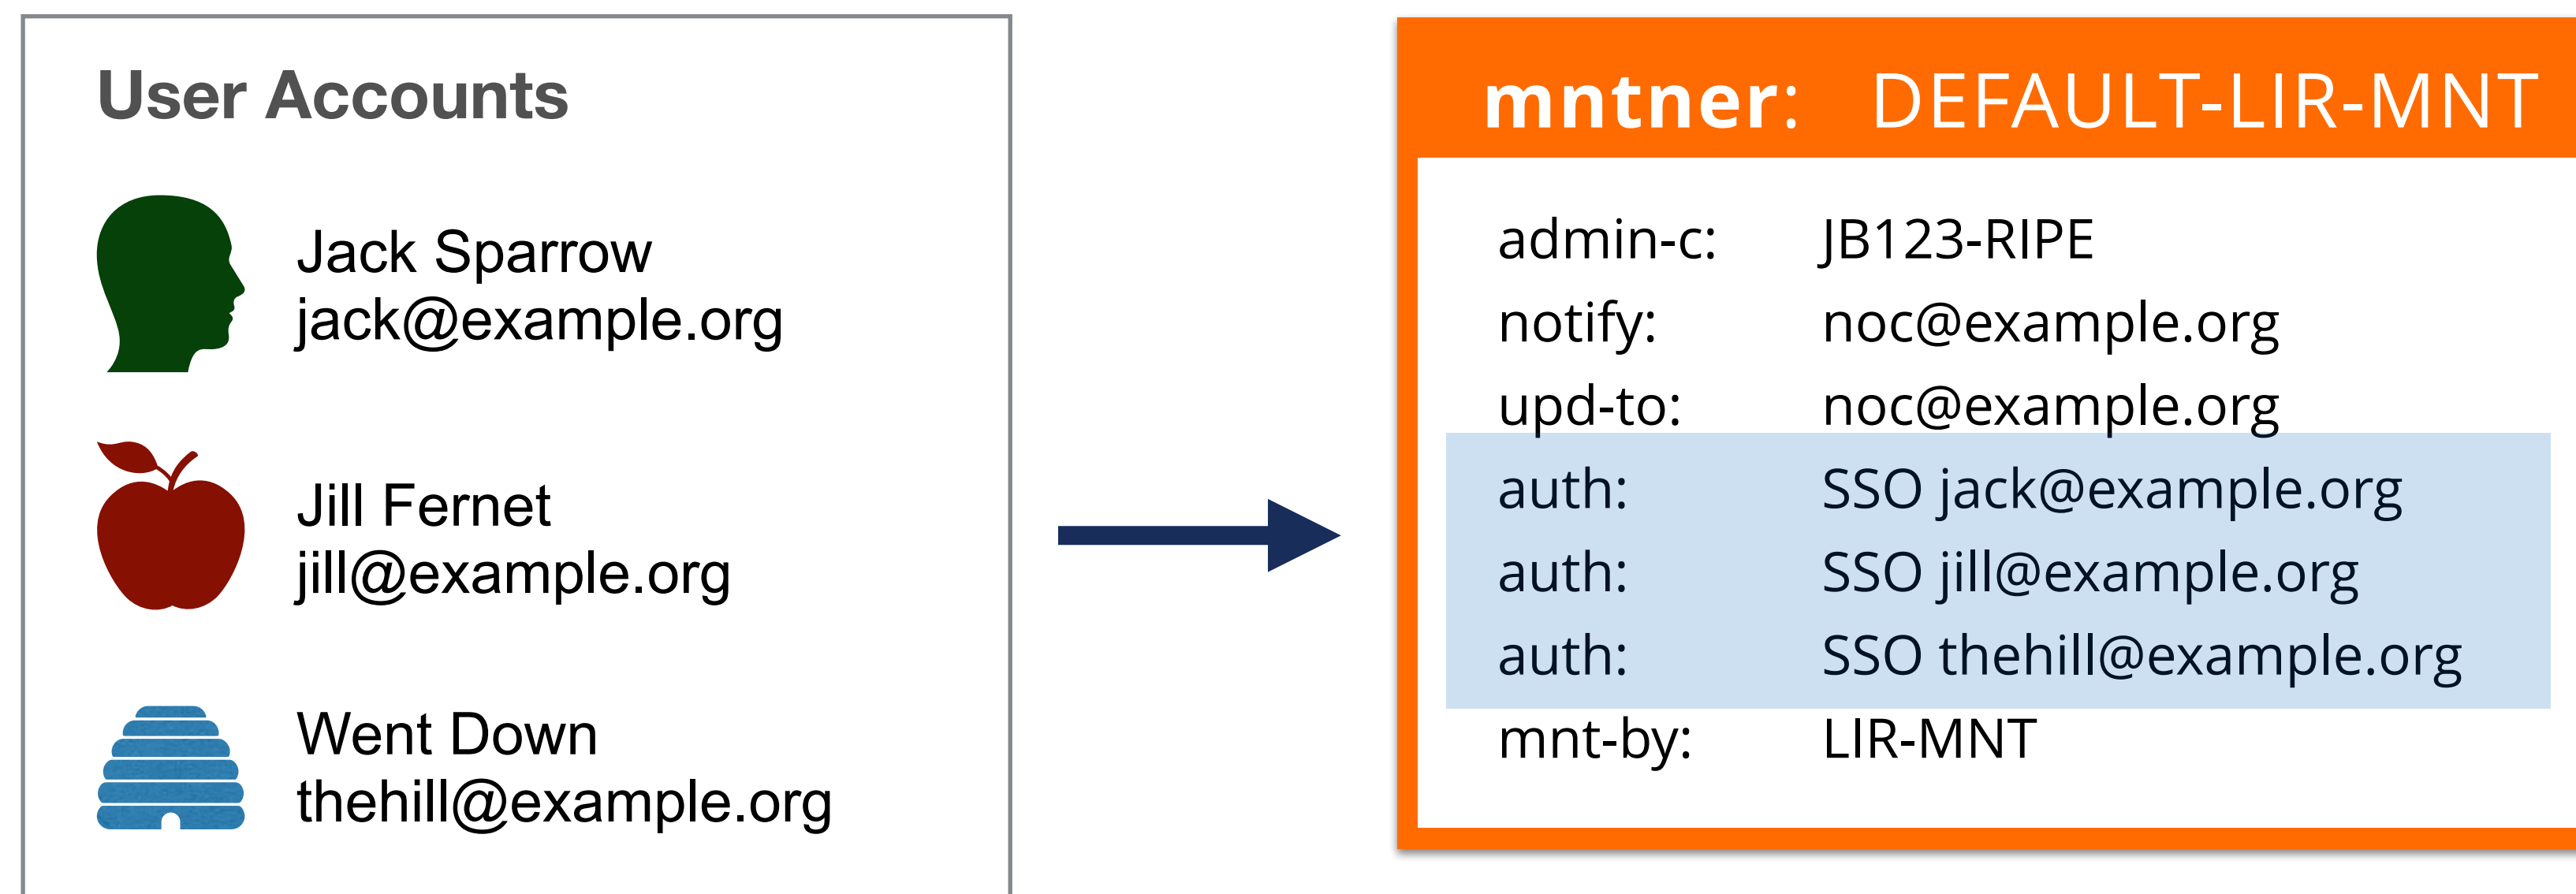 User Accounts
Jack Sparrow
jack@example.org
Jill Fernet
jill@example.org
Went Down
thehill@example.org
mntner: DEFAULT-LIR-MNT
admin-c: JB123-RIPE
notify: noc@example.org
upd-to: noc@example.org
auth: SSO jack@example.org
auth: SSO jill@example.org
auth: SSO thehill@example.org
mnt-by: LIR-MNT